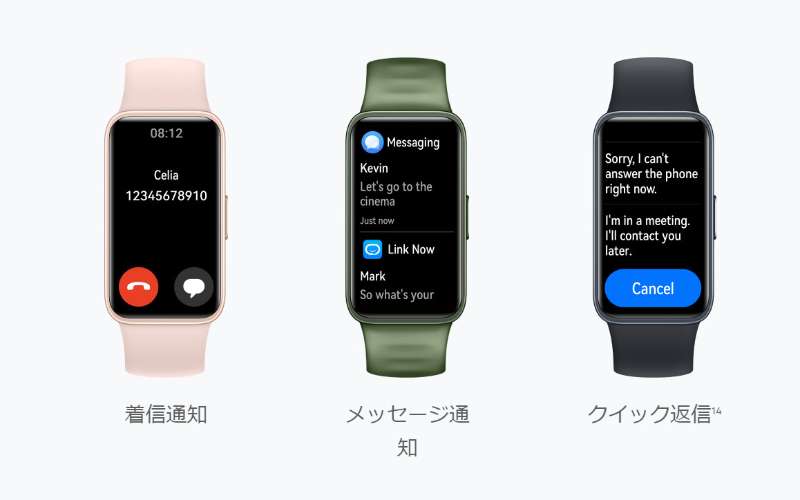 08:12
Celia
12345678910
Messaging
Kevin
Let's go to the
cinema
Just now
Link Now
Mark
So what's your
Sorry, I can't
answer the phone
right now.
I'm in a meeting.
I'll contact you
later.
Cancel
着信通知
メッセージ通
知
クイック返信14